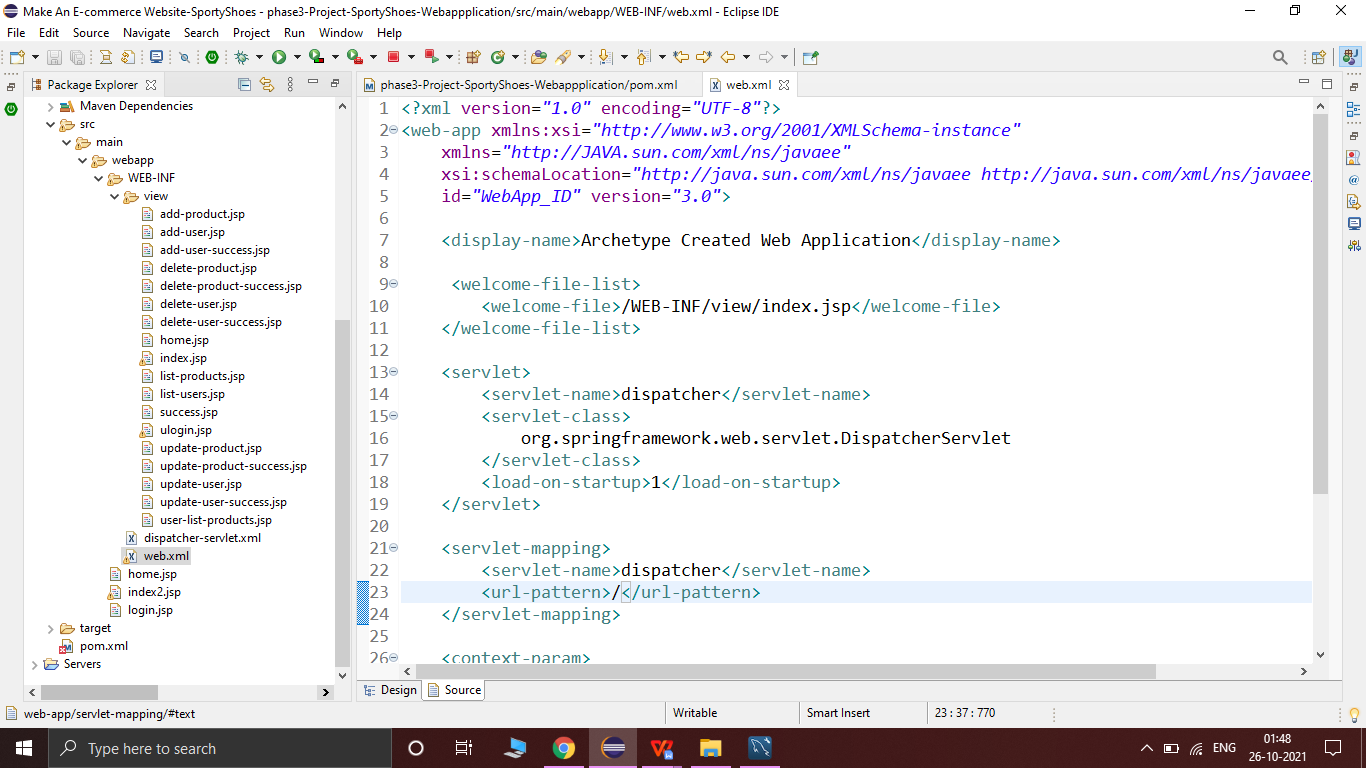 Make An E-commerce Website-SportyShoes - phase3-Project-SportyShoes-Webappplication/src/main/webapp/WEB-INF/web.xml - Eclipse IDE
File Edit Source Navigate Search Project Run Window Help
Package Explorer
Maven Dependencies
src
main
webapp
WEB-INF
view
add-product.jsp
add-user.jsp
add-user-success.jsp
delete-product.jsp
delete-product-success.jsp
delete-user.jsp
delete-user-success.jsp
home.jsp
index.jsp
list-products.jsp
list-users.jsp
success.jsp
ulogin.jsp
update-product.jsp
update-product-success.jsp
update-user.jsp
update-user-success.jsp
user-list-products.jsp
dispatcher-servlet.xml
web.xml
home.jsp
index2.jsp
login.jsp
target
pom.xml
Servers
phase3-Project-SportyShoes-Webappplication/pom.xml web.xml
1 <?xml version="1.0" encoding="UTF-8"?>
2 <web-app xmlns:xsi="http://www.w3.org/2001/XMLSchema-instance"
3 xmlns="http://JAVA.sun.com/xml/ns/javaee"
4 xsi:schemaLocation="http://java.sun.com/xml/ns/javaee http://java.sun.com/xml/ns/javaee/
5 id="WebApp_ID" version="3.0">
6
7 <display-name>Archetype Created Web Application</display-name>
8
9 <welcome-file-list>
10 <welcome-file>/WEB-INF/view/index.jsp</welcome-file>
11 </welcome-file-list>
12
13 <servlet>
14 <servlet-name>dispatcher</servlet-name>
15 <servlet-class>
16 org.springframework.web.servlet.DispatcherServlet
17 </servlet-class>
18 <load-on-startup>1</load-on-startup>
19 </servlet>
20
21 <servlet-mapping>
22 <servlet-name>dispatcher</servlet-name>
23 <url-pattern>/</url-pattern>
24 </servlet-mapping>
25
26 <context-param>
Design Source
web-app/servlet-mapping/#text Writable Smart Insert 23 : 37 : 770
Type here to search
ENG
01:48
26-10-2021